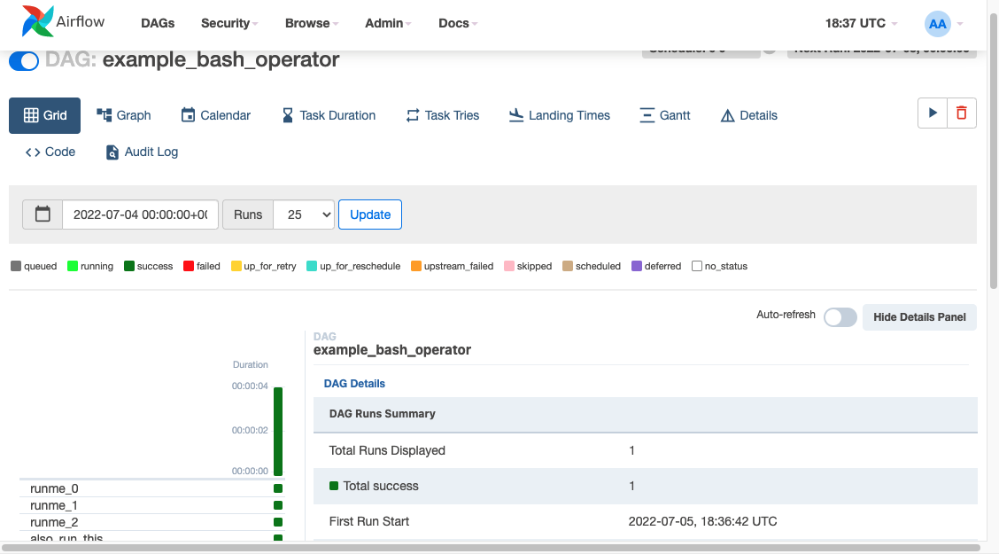 Airflow DAGs Security Browse Admin Docs 18:37 UTC AA
DAG: example_bash_operator
Grid Graph Calendar Task Duration Task Tries Landing Times Gantt Details
Code Audit Log
2022-07-04 00:00:00+0 Runs 25 Update
queued running success failed up_for_retry up_for_reschedule upstream_failed skipped scheduled deferred no_status
Auto-refresh Hide Details Panel
DAG
example_bash_operator
Duration
DAG Details
00:00:04
DAG Runs Summary
00:00:02
Total Runs Displayed 1
00:00:00
Total success 1
runme_0
runme_1
First Run Start 2022-07-05, 18:36:42 UTC
runme_2
also_run_this